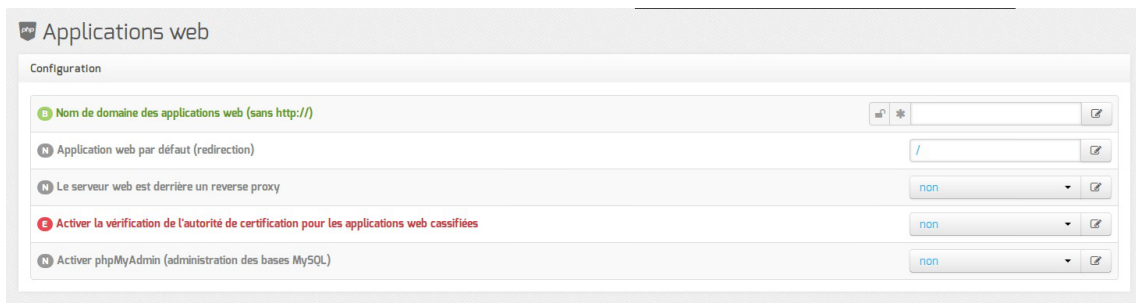 php Applications web
Configuration
B Nom de domaine des applications web (sans http://)
N Application web par défaut (redirection) /
N Le serveur web est derrière un reverse proxy non
E Activer la vérification de l'autorité de certification pour les applications web cassifiées non
N Activer phpMyAdmin (administration des bases MySQL) non